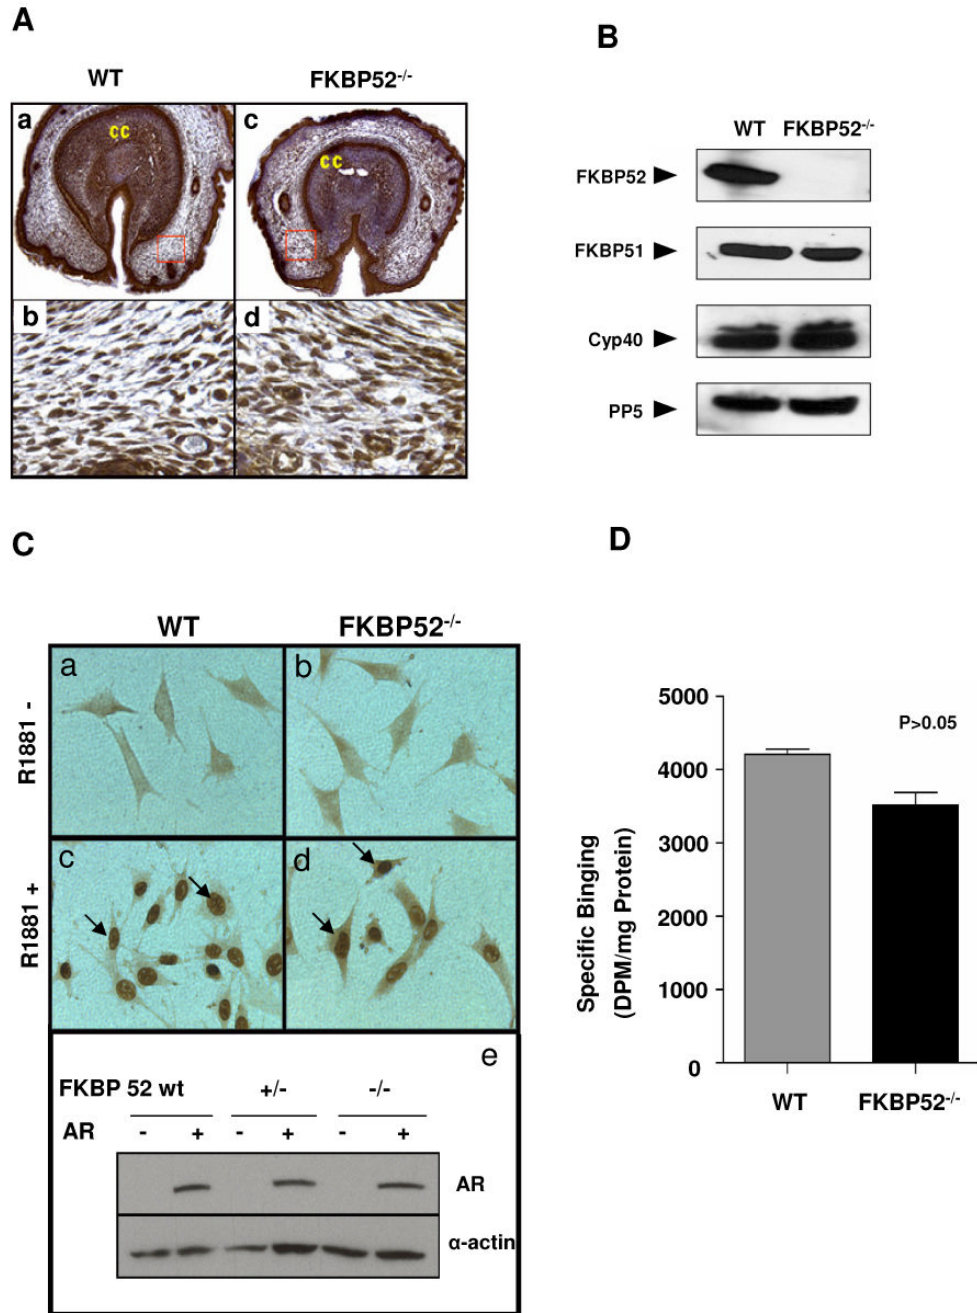 A
WT FKBP52-/-
a
cc
c
cc
b
d
B
WT FKBP52-/-
FKBP52
FKBP51
Cyp40
PP5
C
WT FKBP52-/-
R1881 -
a
b
R1881 +
c
d
e
FKBP 52 wt +/- -/-
AR - + - + - +
AR
α-actin
D
Specific Binging
(DPM/mg Protein)
5000
4000
3000
2000
1000
0
P>0.05
WT FKBP52-/-